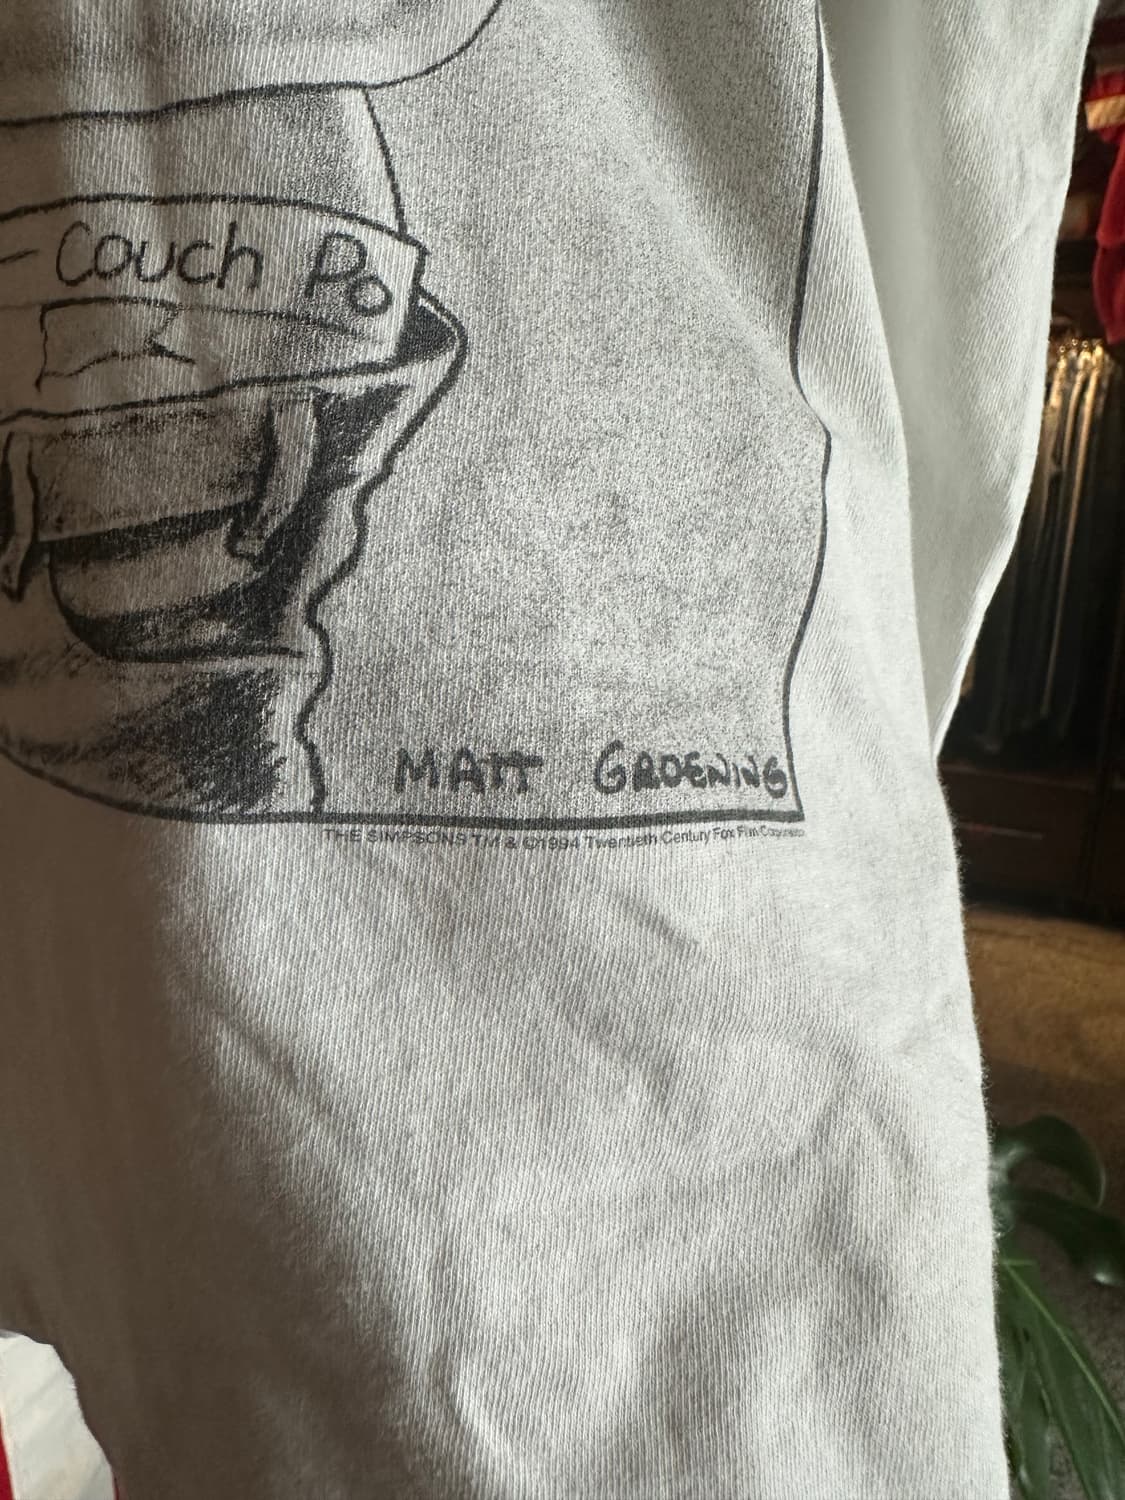 - Couch Po
MATT GROENING
THE SIMPSONS TM & ©1994 Twentieth Century Fox Film Corporation